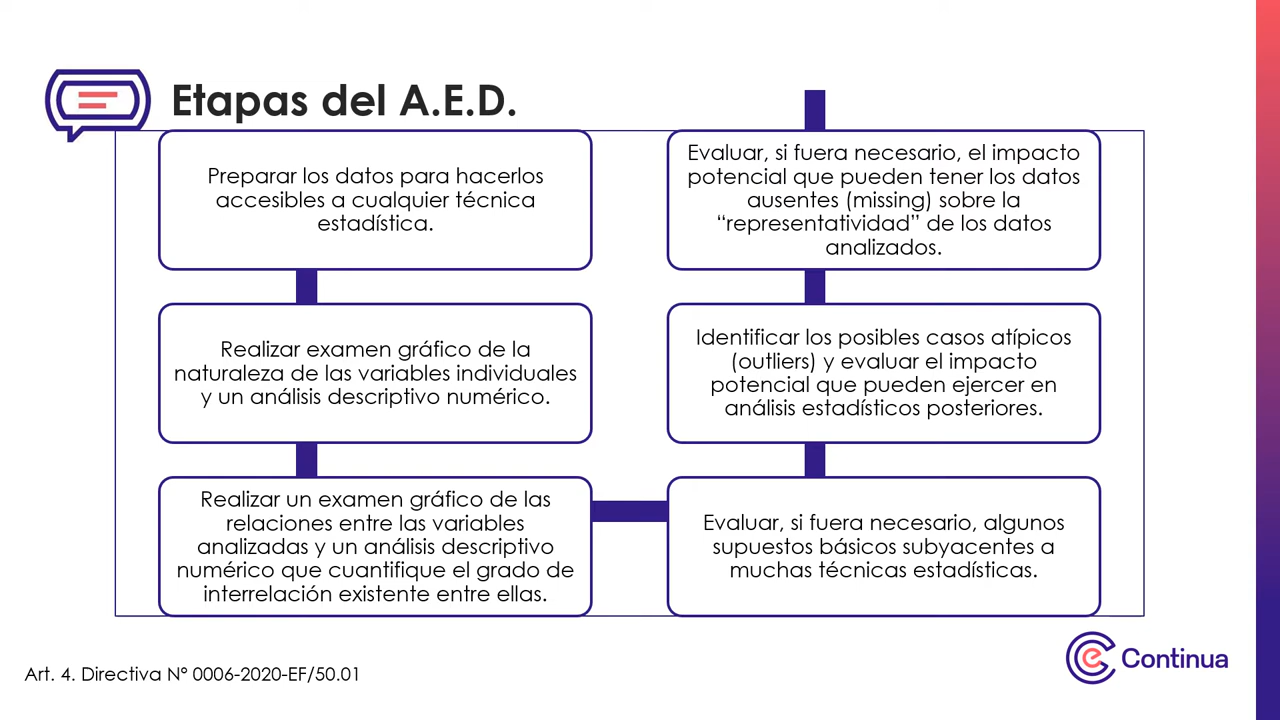 Etapas del A.E.D.
Preparar los datos para hacerlos
accesibles a cualquier técnica
estadística.
Realizar examen gráfico de la
naturaleza de las variables individuales
y un análisis descriptivo numérico.
Realizar un examen gráfico de las
relaciones entre las variables
analizadas y un análisis descriptivo
numérico que cuantifique el grado de
interrelación existente entre ellas.
Evaluar, si fuera necesario, algunos
supuestos básicos subyacentes a
muchas técnicas estadísticas.
Identificar los posibles casos atípicos
(outliers) y evaluar el impacto
potencial que pueden ejercer en
análisis estadísticos posteriores.
Evaluar, si fuera necesario, el impacto
potencial que pueden tener los datos
ausentes (missing) sobre la
“representatividad” de los datos
analizados.
Art. 4. Directiva N° 0006-2020-EF/50.01
Continua